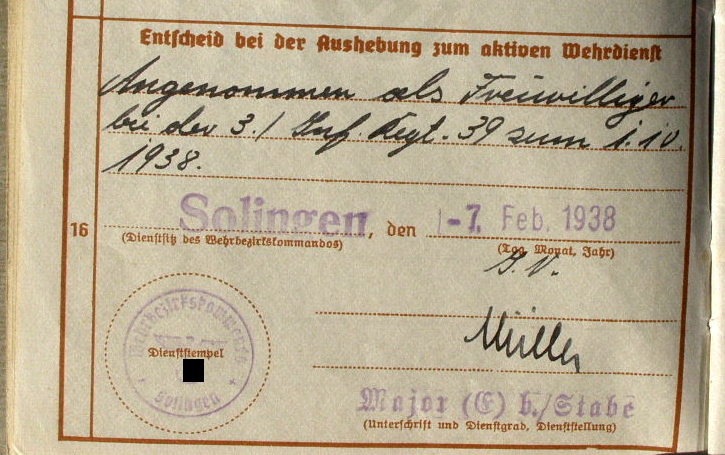 Entscheid bei der Aushebung zum aktiven Wehrdienst
Angenommen als Freiwilliger
bei der 3./ Inf. Regt. 39 zum 1.10.
1938.
16
Solingen, den -7. Feb. 1938
(Dienstsitz des Wehrbezirkskommandos)
(Tag, Monat, Jahr)
I.V.
Müller
Wehrbezirkskommando
Dienststempel
Solingen
Major (E) b./Stabe
(Unterschrift und Dienstgrad, Dienststellung)